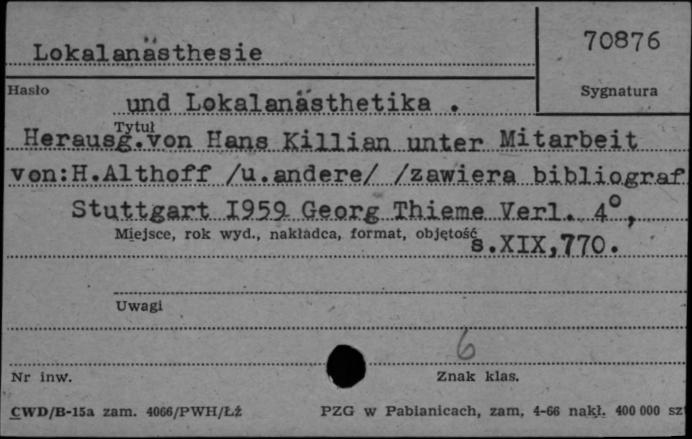 Lokalanästhesie
70876
Hasło
Sygnatura
und Lokalanästhetika .
Tytuł
Herausg.von Hans Killian unter Mitarbeit
von:H.Althoff /u.andere/ /zawiera bibliograf
Stuttgart I959 Georg Thieme Verl. 4°,
Miejsce, rok wyd., nakładca, format, objętość
s.XIX,770.
Uwagi
6
Nr inw.
Znak klas.
CWD/B-15a zam. 4066/PWH/Łź
PZG w Pabianicach, zam, 4-66 nakł. 400 000 sz